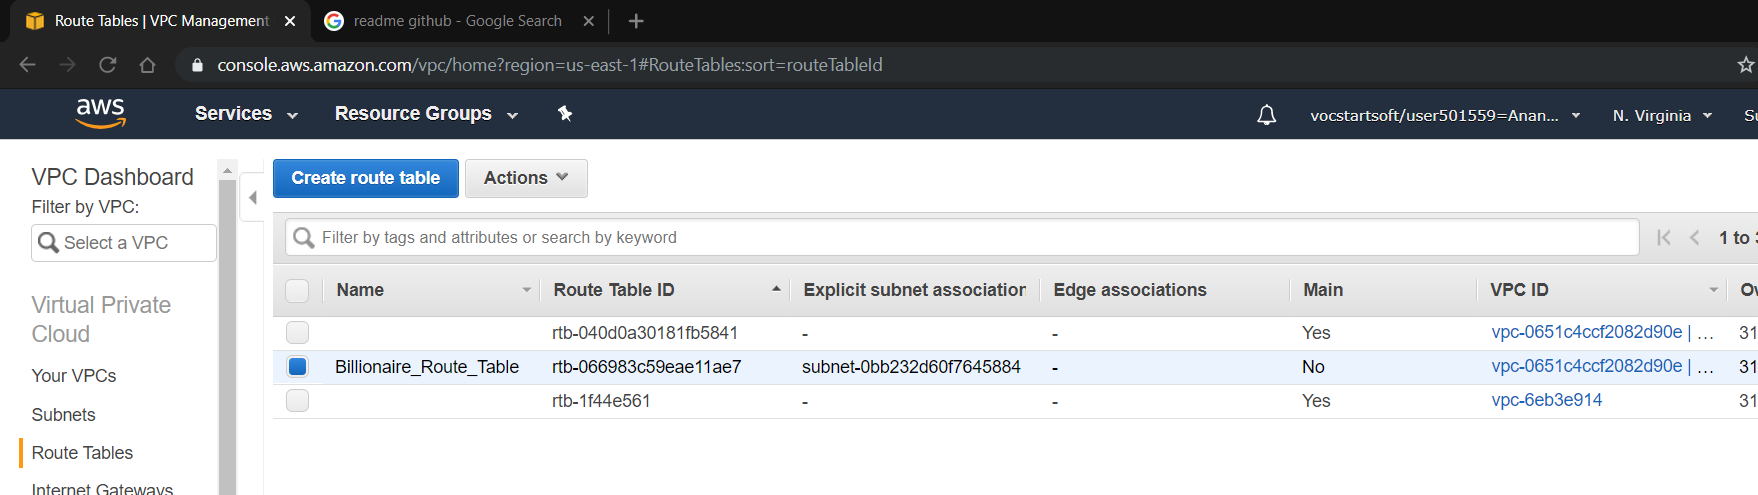 Route Tables | VPC Management
readme github - Google Search
console.aws.amazon.com/vpc/home?region=us-east-1#RouteTables:sort=routeTableId
aws Services Resource Groups vocstartsoft/user501559=Anan... N. Virginia Su
VPC Dashboard
Filter by VPC:
Select a VPC
Virtual Private
Cloud
Your VPCs
Subnets
Route Tables
Internet Gateways
Create route table Actions
Filter by tags and attributes or search by keyword 1 to 3
Name Route Table ID Explicit subnet association Edge associations Main VPC ID Ow
rtb-040d0a30181fb5841 - - Yes vpc-0651c4ccf2082d90e | ... 31
Billionaire_Route_Table rtb-066983c59eae11ae7 subnet-0bb232d60f7645884 - No vpc-0651c4ccf2082d90e | ... 31
rtb-1f44e561 - - Yes vpc-6eb3e914 31